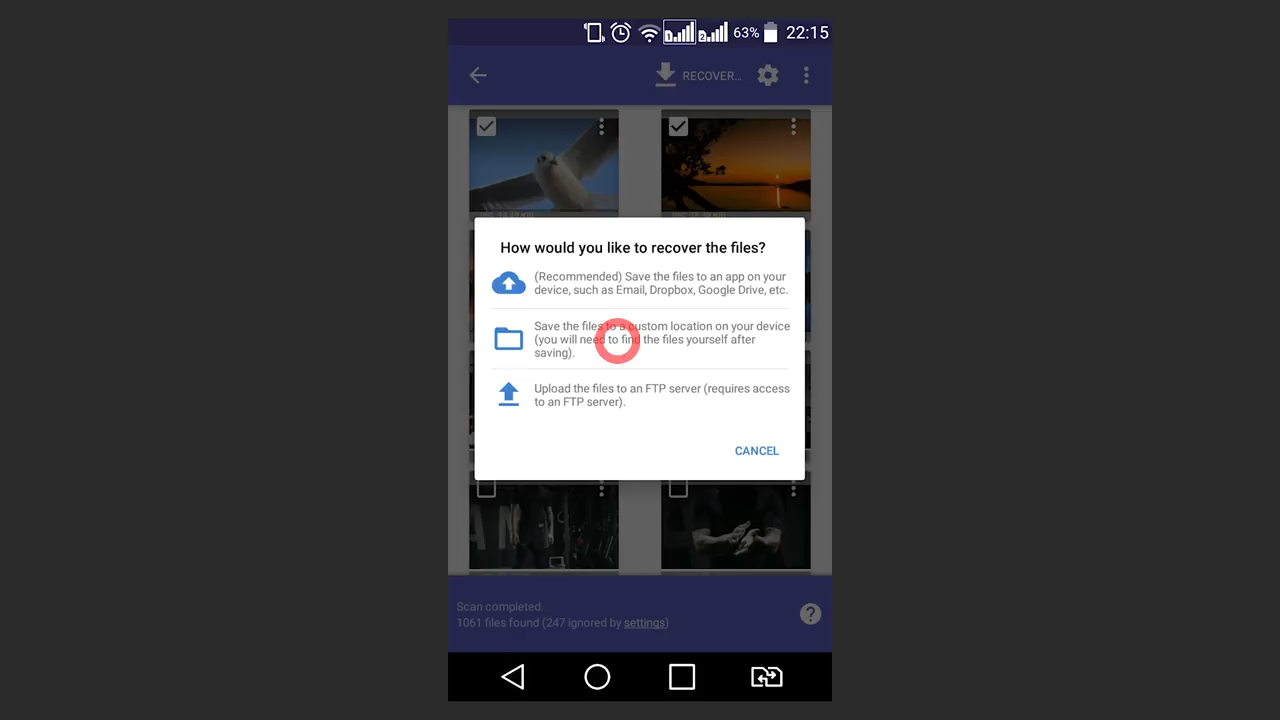 63% 22:15
RECOVER...
How would you like to recover the files?
(Recommended) Save the files to an app on your
device, such as Email, Dropbox, Google Drive, etc.
Save the files to a custom location on your device
(you will need to find the files yourself after
saving).
Upload the files to an FTP server (requires access
to an FTP server).
CANCEL
Scan completed.
1061 files found (247 ignored by settings)